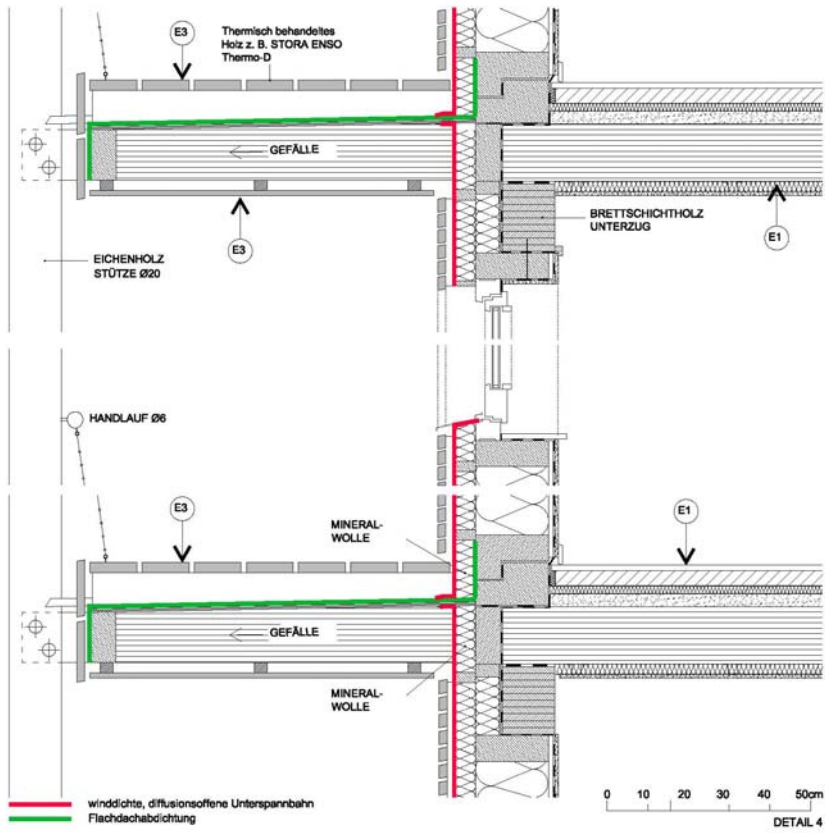 E3
Thermisch behandeltes
Holz z. B. STORA ENSO
Thermo-D
GEFÄLLE
E3
EICHENHOLZ
STÜTZE Ø20
BRETTSCHICHTHOLZ
UNTERZUG
E1
HANDLAUF Ø6
E3
MINERAL-
WOLLE
E1
GEFÄLLE
MINERAL-
WOLLE
winddichte, diffusionsoffene Unterspannbahn
Flachdachabdichtung
0 10 20 30 40 50cm
DETAIL 4